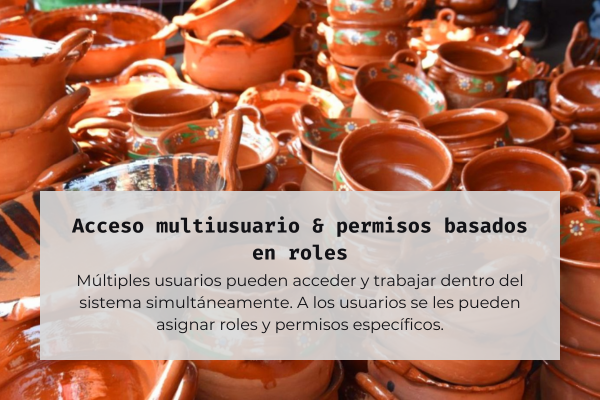 Acceso multiusuario & permisos basados
en roles
Múltiples usuarios pueden acceder y trabajar dentro del
sistema simultáneamente. A los usuarios se les pueden
asignar roles y permisos específicos.